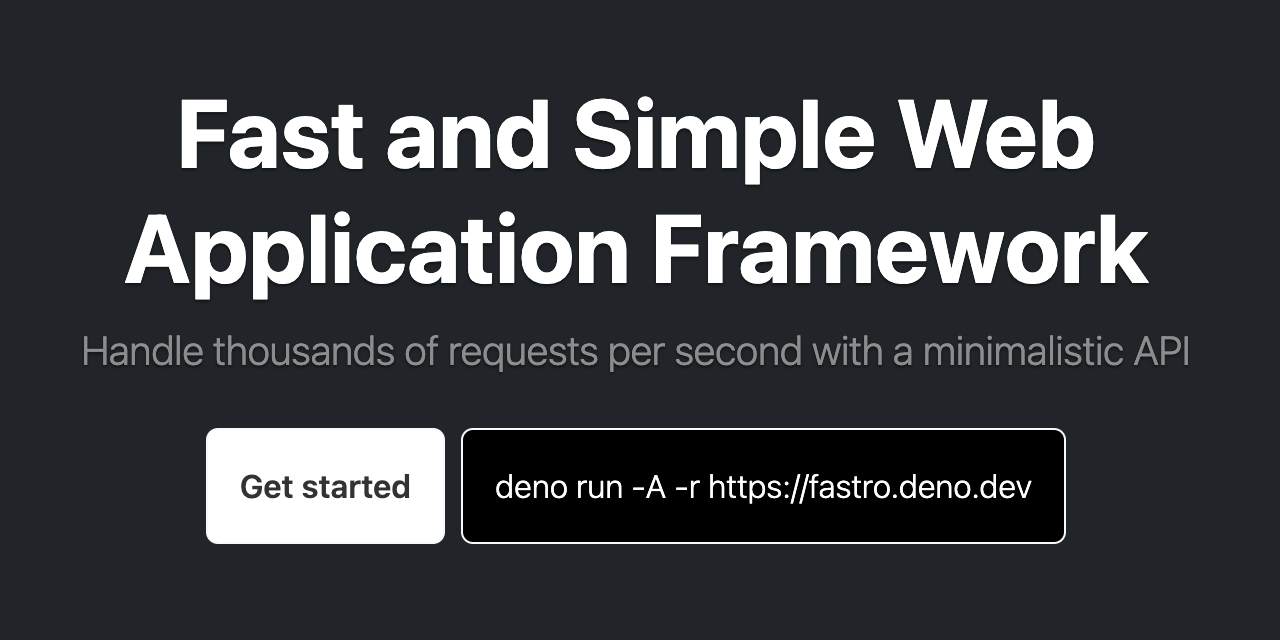 Fast and Simple Web
Application Framework
Handle thousands of requests per second with a minimalistic API
Get started
deno run -A -r https://fastro.deno.dev